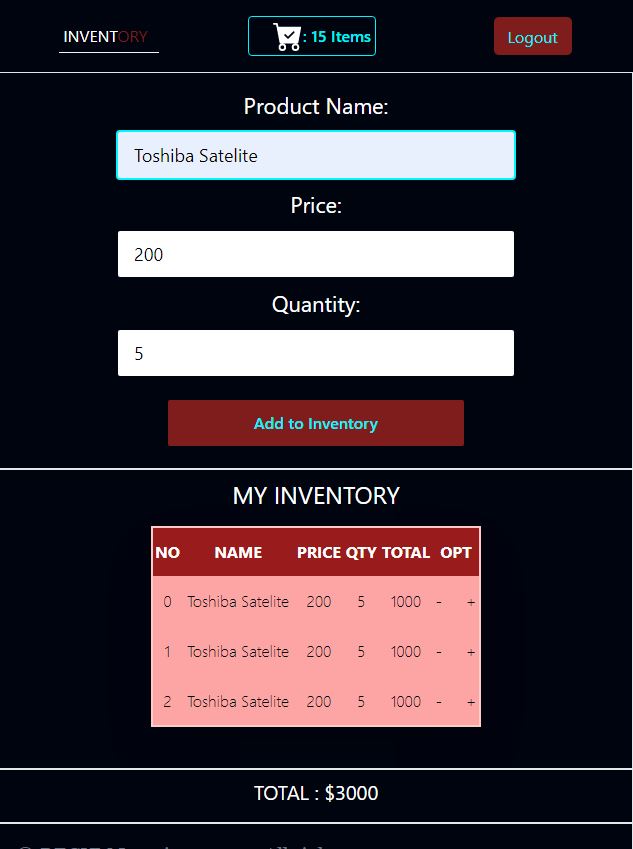 INVENTORY : 15 Items Logout
Product Name:
Toshiba Satelite
Price:
200
Quantity:
5
Add to Inventory
MY INVENTORY
NO NAME PRICE QTY TOTAL OPT
0 Toshiba Satelite 200 5 1000 - +
1 Toshiba Satelite 200 5 1000 - +
2 Toshiba Satelite 200 5 1000 - +
TOTAL : $3000